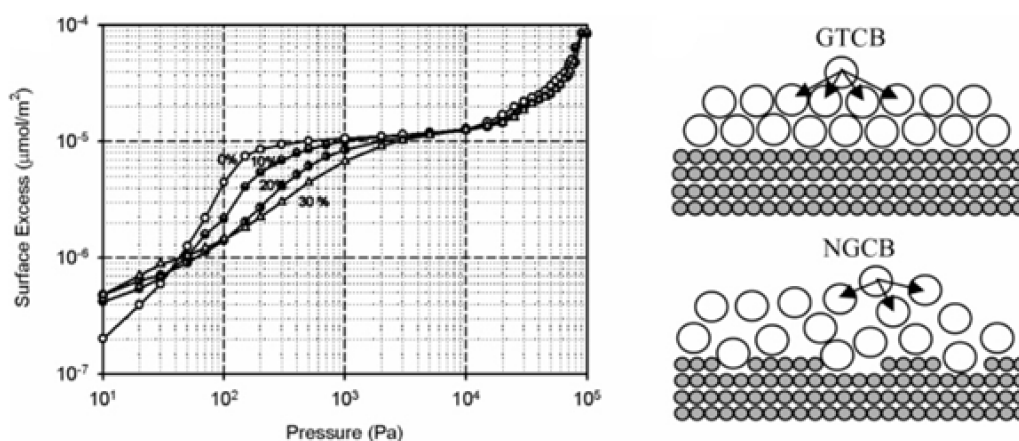 10⁻⁴
10⁻⁵
10⁻⁶
10⁻⁷
Surface Excess (μmol/m²)
0%
10%
20%
30 %
10¹ 10² 10³ 10⁴ 10⁵
Pressure (Pa)
GTCB
NGCB